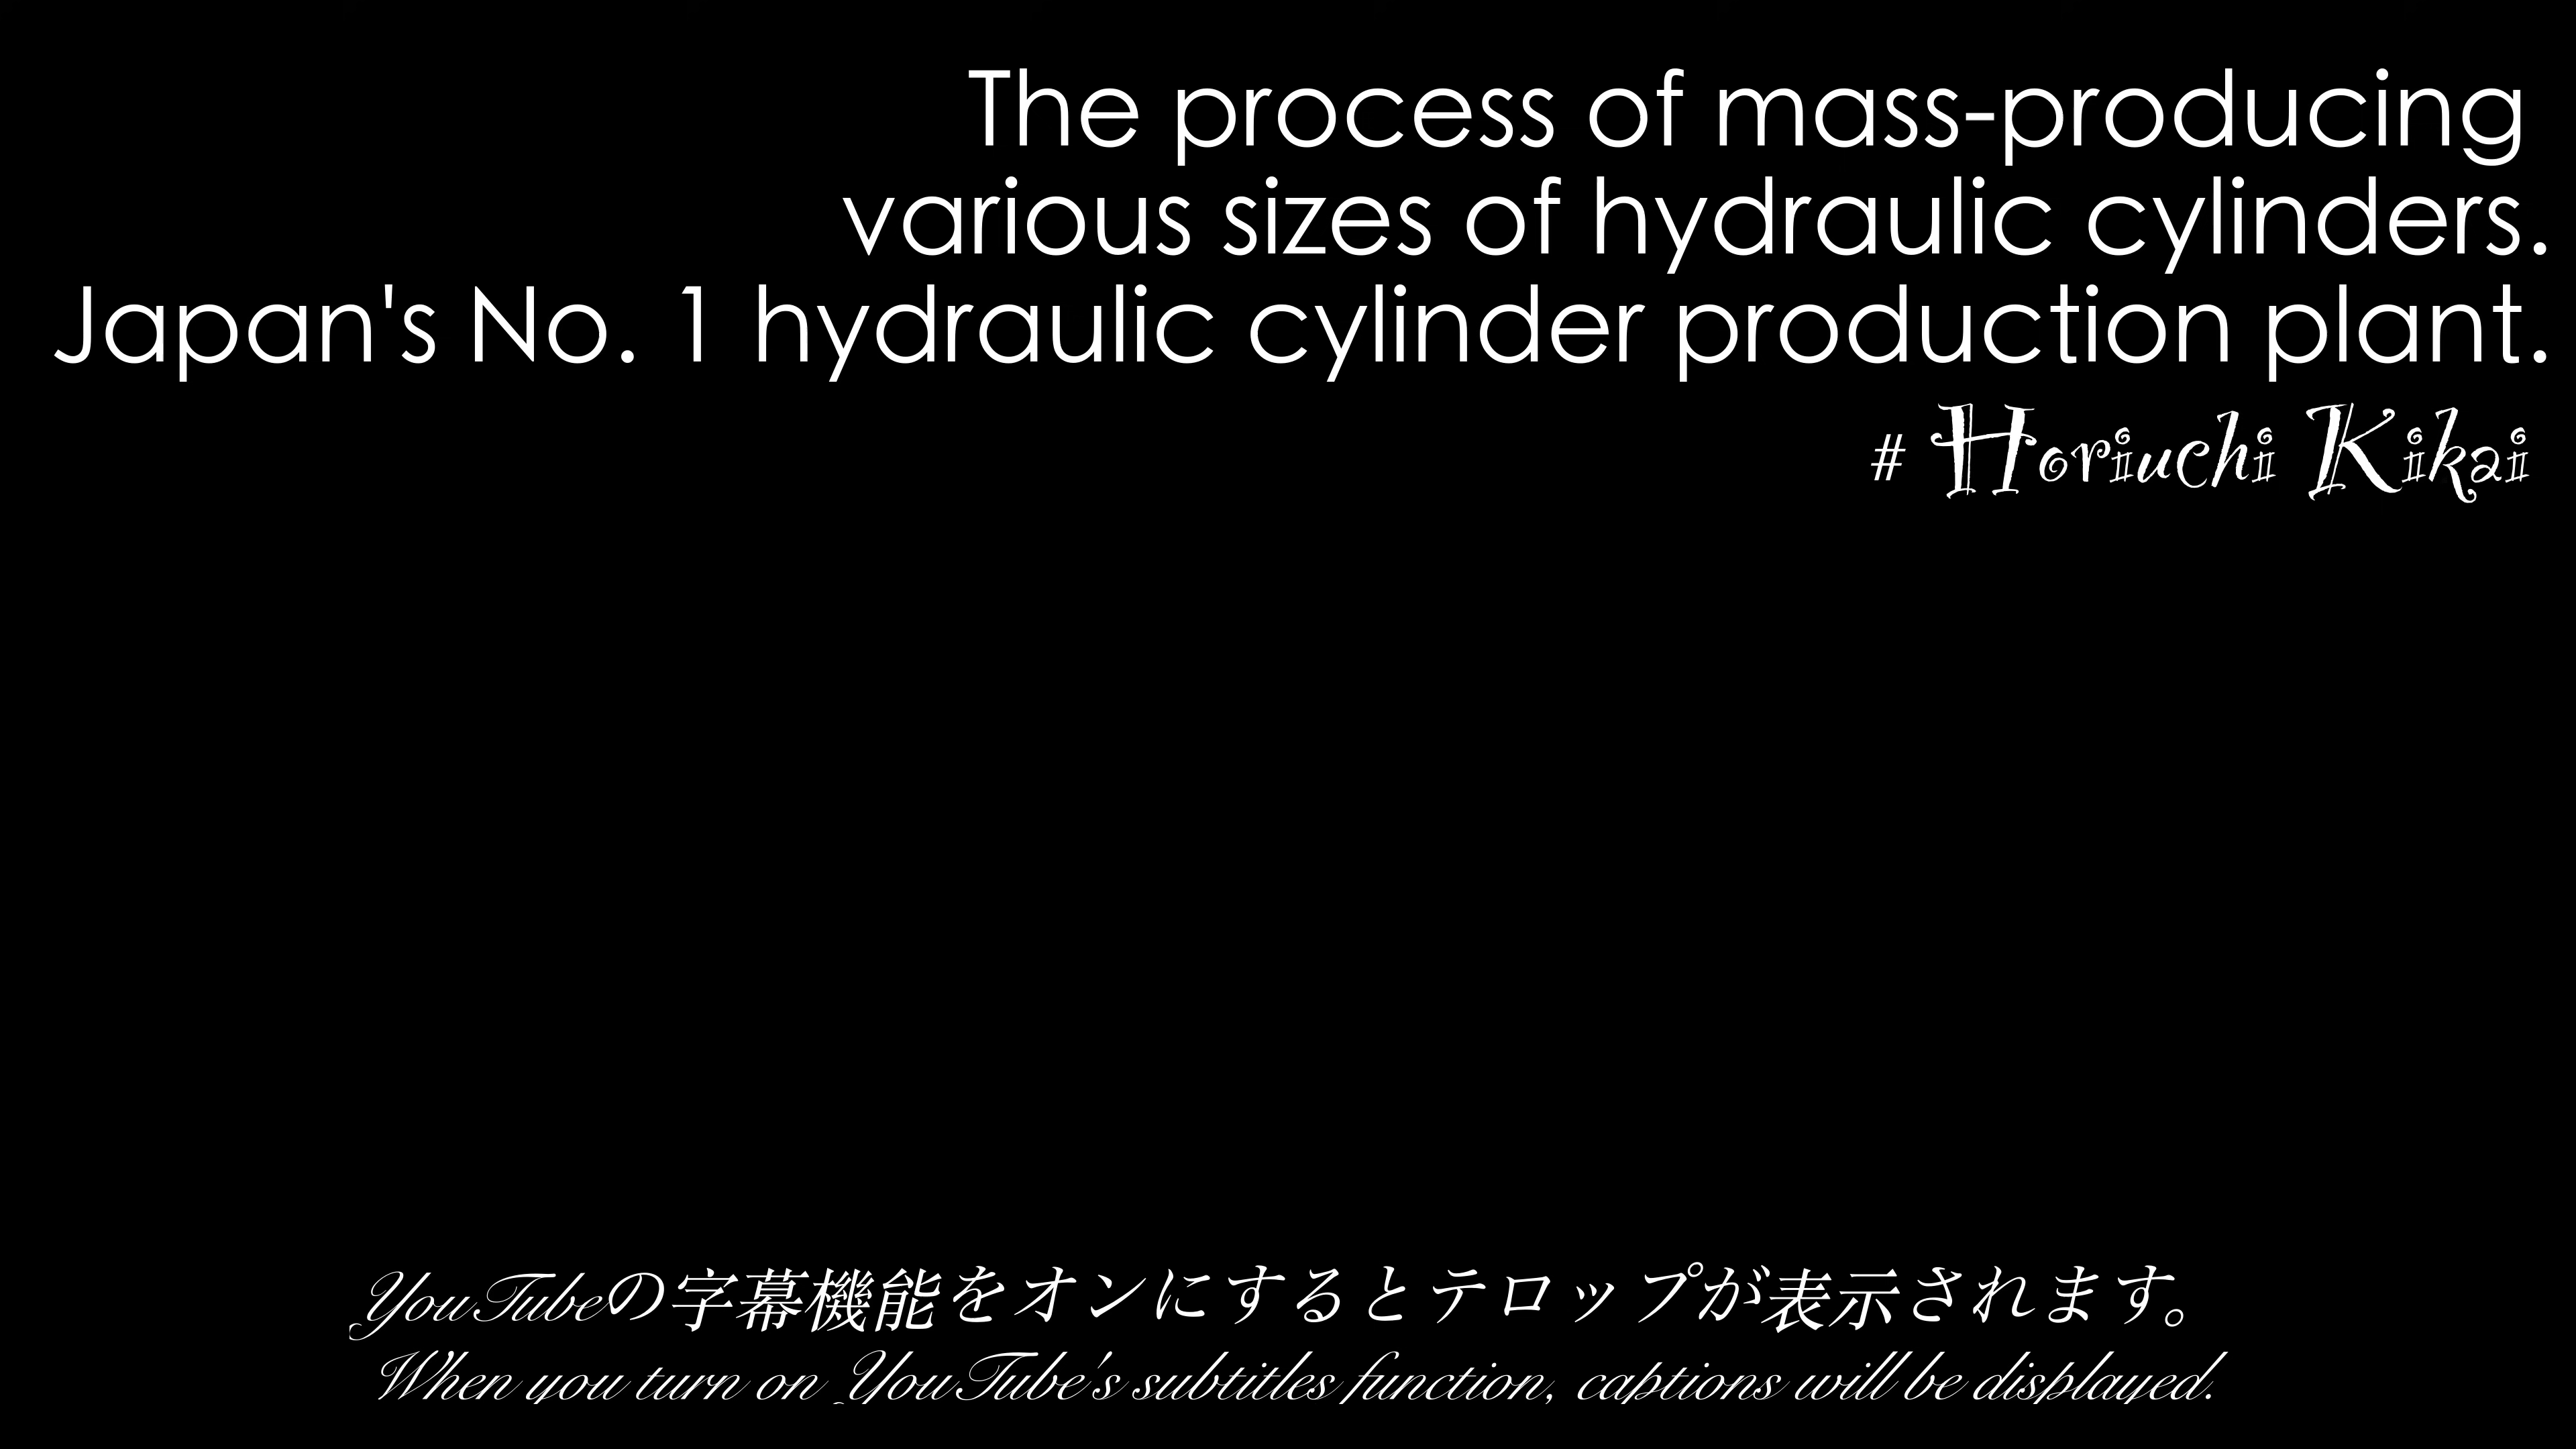 The process of mass-producing
various sizes of hydraulic cylinders.
Japan's No. 1 hydraulic cylinder production plant.
# Horiuchi Kikai
YouTubeの字幕機能をオンにするとテロップが表示されます。
When you turn on YouTube's subtitles function, captions will be displayed.